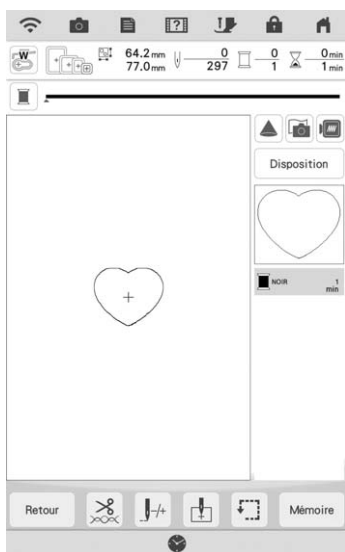 ?
W
64.2 mm
77.0 mm
0
297
0
1
0 min
1 min
Disposition
NOIR
1
min
-/+
Retour
Mémoire